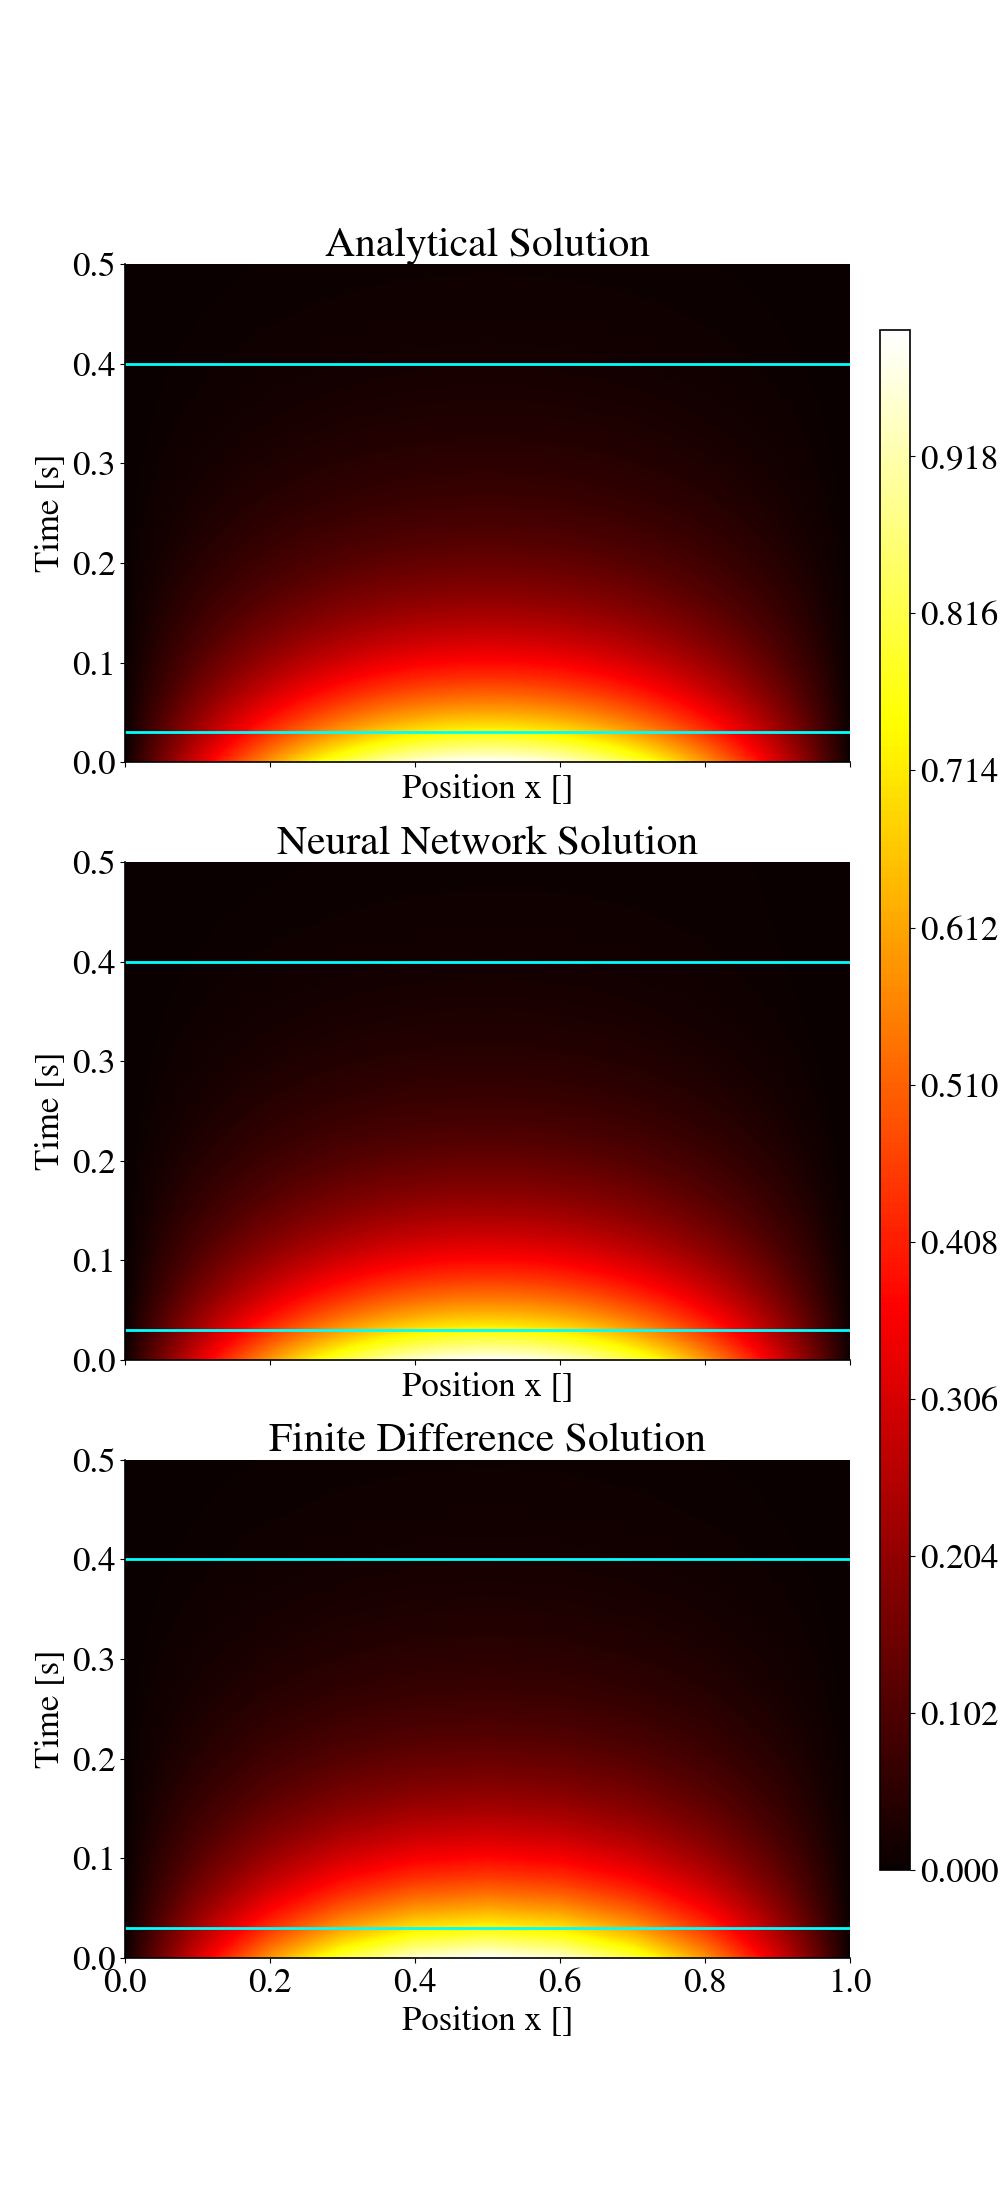 Analytical Solution
0.5
0.4
0.3
0.2
0.1
0.0
Time [s]
Position x []
Neural Network Solution
0.5
0.4
0.3
0.2
0.1
0.0
Time [s]
Position x []
Finite Difference Solution
0.5
0.4
0.3
0.2
0.1
0.0
Time [s]
0.0 0.2 0.4 0.6 0.8 1.0
Position x []
0.918
0.816
0.714
0.612
0.510
0.408
0.306
0.204
0.102
0.000